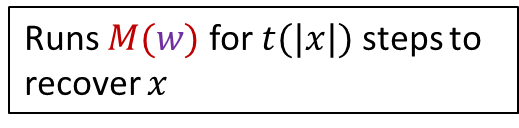 Runs M(w) for t(|x|) steps to
recover x